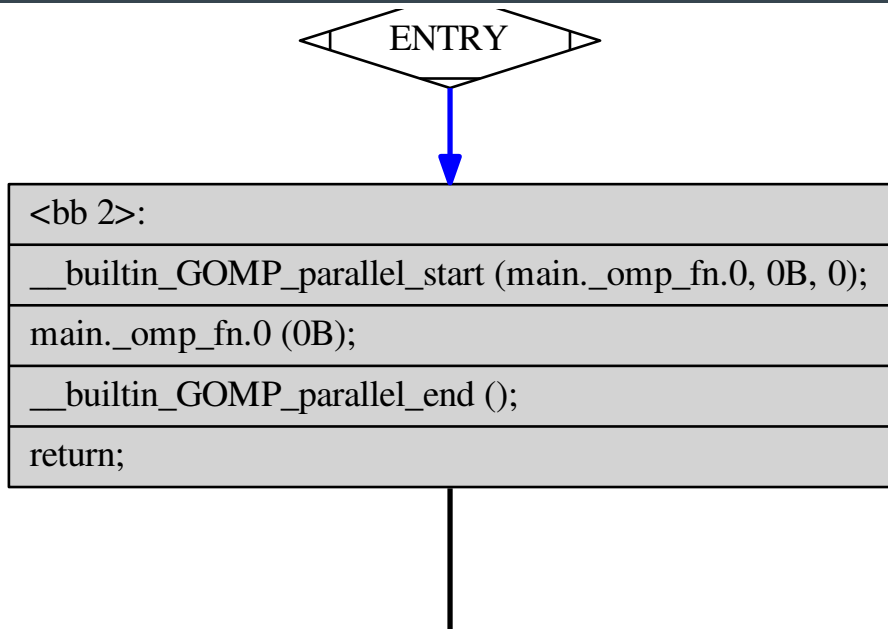 ENTRY
<bb 2>:
__builtin_GOMP_parallel_start (main._omp_fn.0, 0B, 0);
main._omp_fn.0 (0B);
__builtin_GOMP_parallel_end ();
return;